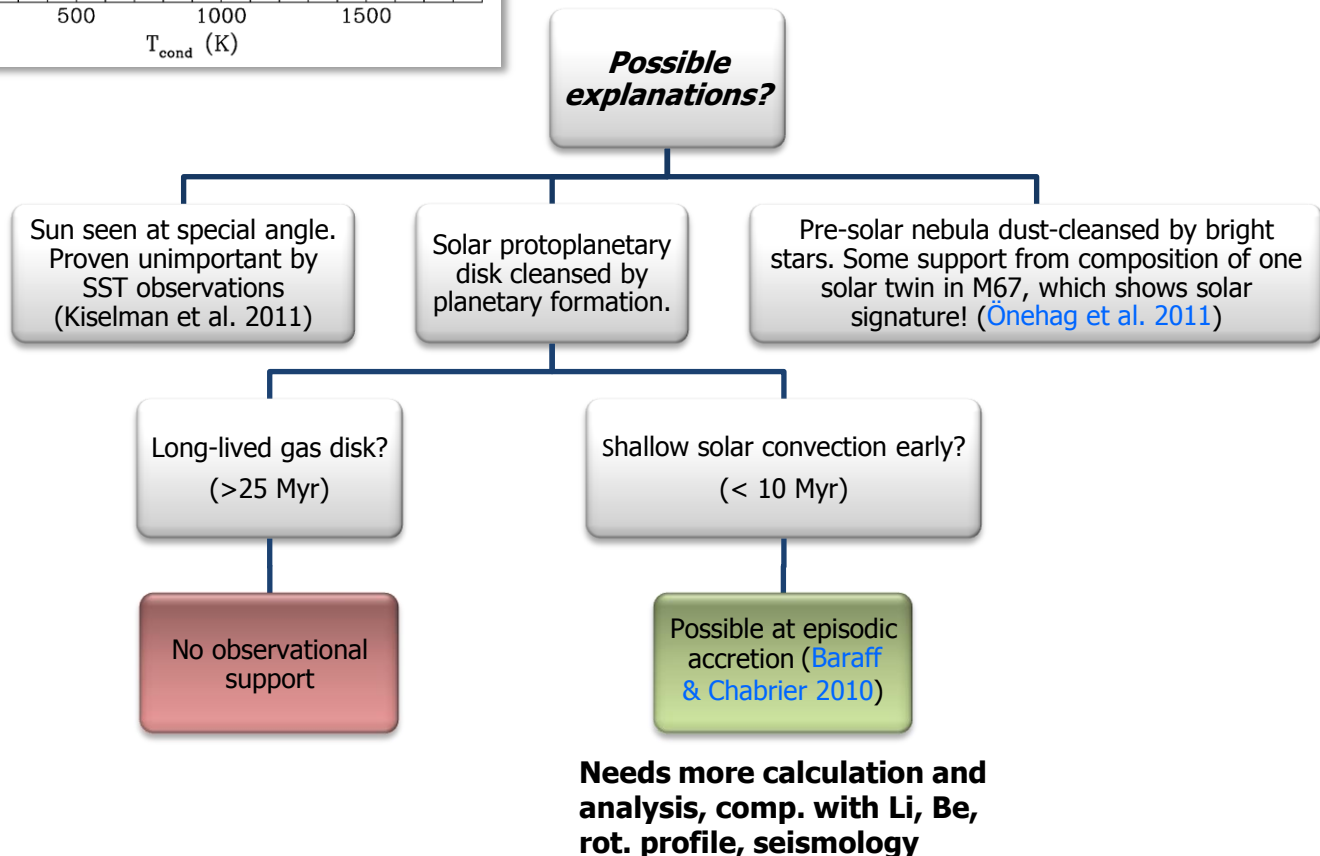 500 1000 1500
T_cond (K)
Possible
explanations?
Sun seen at special angle.
Proven unimportant by
SST observations
(Kiselman et al. 2011)
Solar protoplanetary
disk cleansed by
planetary formation.
Pre-solar nebula dust-cleansed by bright
stars. Some support from composition of one
solar twin in M67, which shows solar
signature! (Önehag et al. 2011)
Long-lived gas disk?
(>25 Myr)
Shallow solar convection early?
(< 10 Myr)
No observational
support
Possible at episodic
accretion (Baraff
& Chabrier 2010)
Needs more calculation and
analysis, comp. with Li, Be,
rot. profile, seismology